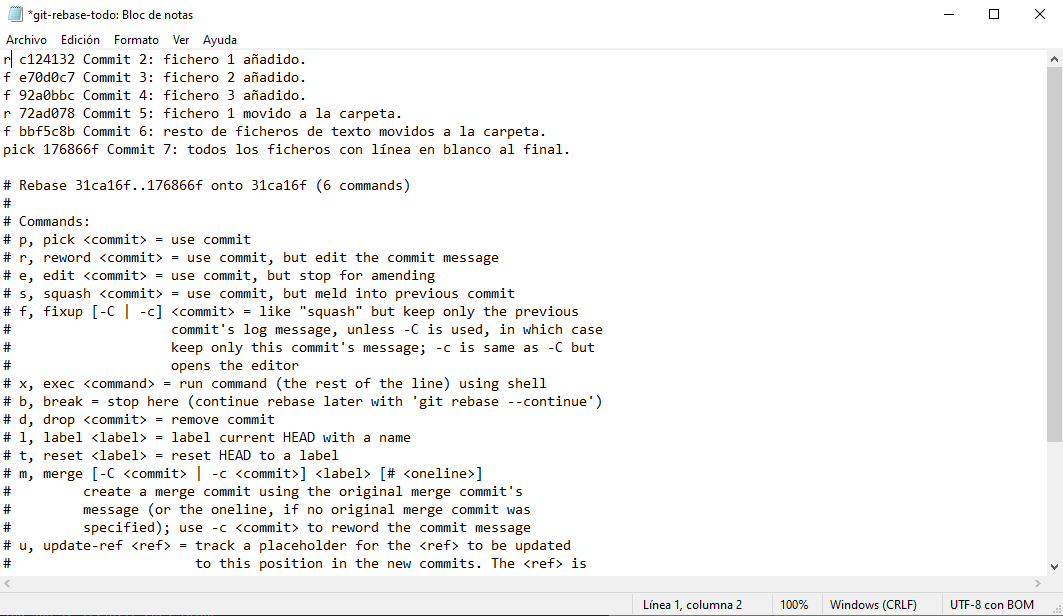 *git-rebase-todo: Bloc de notas
Archivo Edición Formato Ver Ayuda
r c124132 Commit 2: fichero 1 añadido.
f e70d0c7 Commit 3: fichero 2 añadido.
f 92a0bbc Commit 4: fichero 3 añadido.
r 72ad078 Commit 5: fichero 1 movido a la carpeta.
f bbf5c8b Commit 6: resto de ficheros de texto movidos a la carpeta.
pick 176866f Commit 7: todos los ficheros con línea en blanco al final.

# Rebase 31ca16f..176866f onto 31ca16f (6 commands)
#
# Commands:
# p, pick <commit> = use commit
# r, reword <commit> = use commit, but edit the commit message
# e, edit <commit> = use commit, but stop for amending
# s, squash <commit> = use commit, but meld into previous commit
# f, fixup [-C | -c] <commit> = like "squash" but keep only the previous
#                    commit's log message, unless -C is used, in which case
#                    keep only this commit's message; -c is same as -C but
#                    opens the editor
# x, exec <command> = run command (the rest of the line) using shell
# b, break = stop here (continue rebase later with 'git rebase --continue')
# d, drop <commit> = remove commit
# l, label <label> = label current HEAD with a name
# t, reset <label> = reset HEAD to a label
# m, merge [-C <commit> | -c <commit>] <label> [# <oneline>]
#         create a merge commit using the original merge commit's
#         message (or the oneline, if no original merge commit was
#         specified); use -c <commit> to reword the commit message
# u, update-ref <ref> = track a placeholder for the <ref> to be updated
#                       to this position in the new commits. The <ref> is
Línea 1, columna 2 100% Windows (CRLF) UTF-8 con BOM